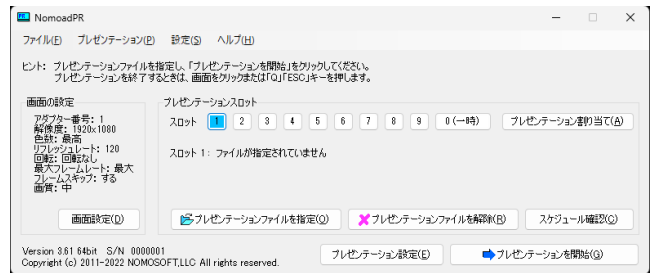 NomoadPR
ファイル(F) プレゼンテーション(P) 設定(S) ヘルプ(H)
ヒント: プレゼンテーションファイルを指定し、「プレゼンテーションを開始」をクリックしてください。
プレゼンテーションを終了するときは、画面をクリックまたは「Q」「ESC」キーを押します。
画面の設定
アダプター番号: 1
解像度: 1920x1080
色数: 最高
リフレッシュレート: 120
回転: 回転なし
最大フレームレート: 最大
フレームスキップ: する
画質: 中
画面設定(D)
プレゼンテーションスロット
スロット 1 2 3 4 5 6 7 8 9 0(一時) プレゼンテーション割り当て(A)
スロット 1: ファイルが指定されていません
プレゼンテーションファイルを指定(O) プレゼンテーションファイルを解除(R) スケジュール確認(C)
Version 3.61 64bit S/N 0000001
Copyright (c) 2011-2022 NOMOSOFT,LLC All rights reserved.
プレゼンテーション設定(E) プレゼンテーションを開始(G)